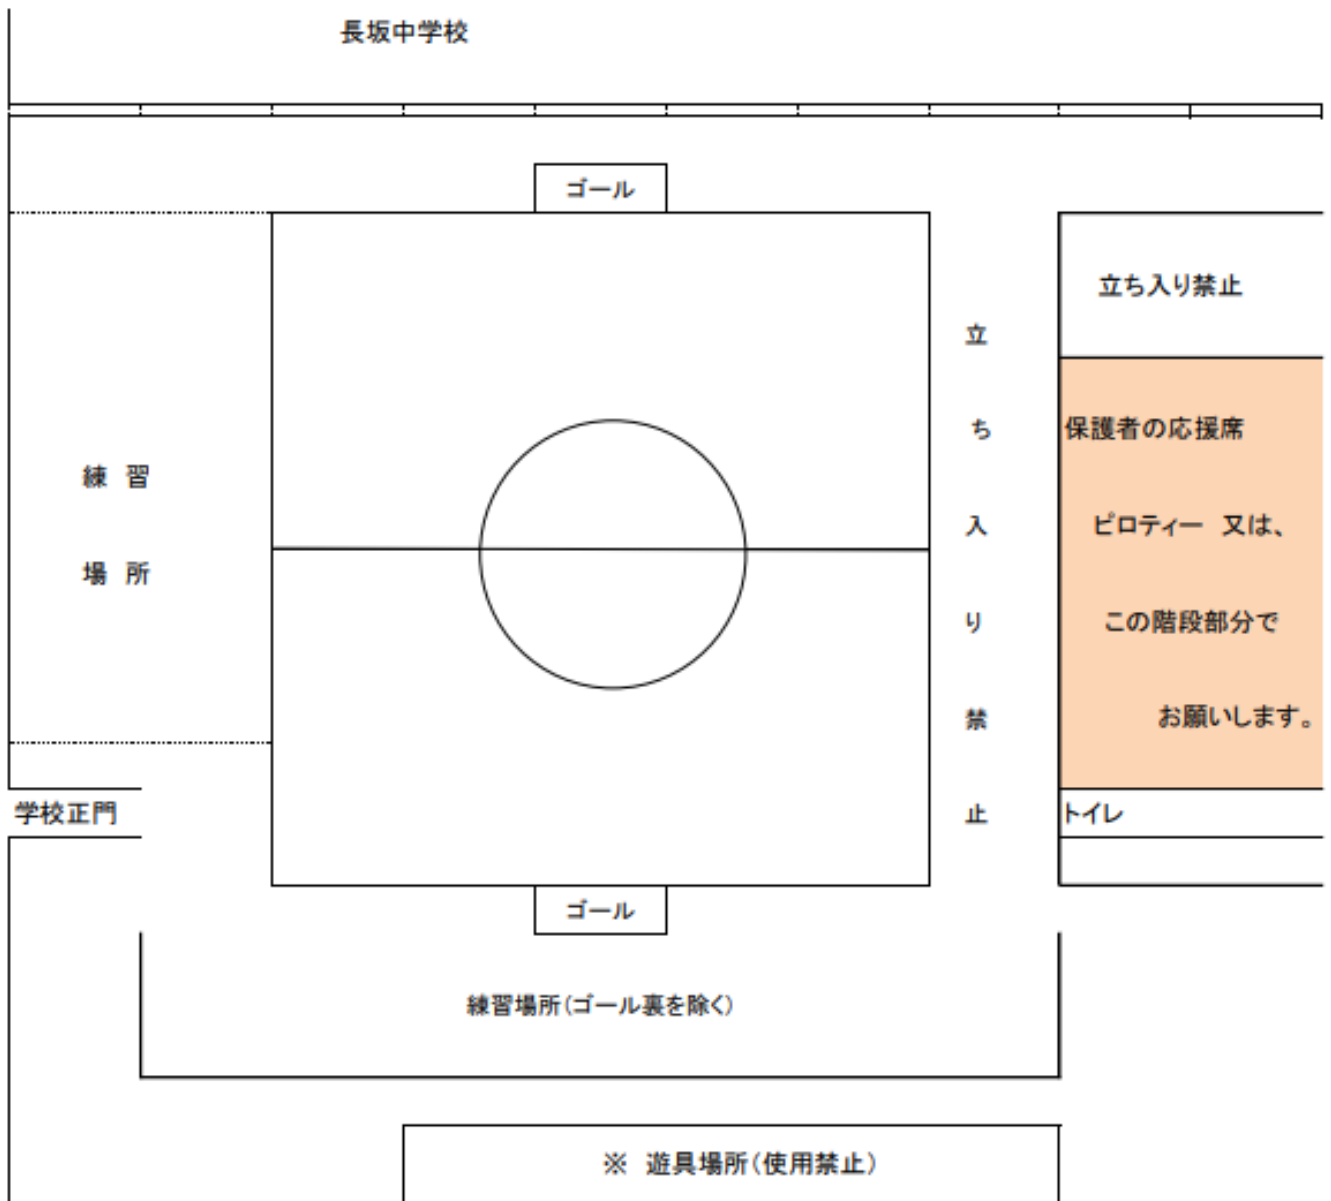 長坂中学校
ゴール
立ち入り禁止
立ち入り禁止
保護者の応援席
ピロティー 又は、
この階段部分で
お願いします。
練 習
場 所
学校正門
トイレ
ゴール
練習場所(ゴール裏を除く)
※ 遊具場所(使用禁止)